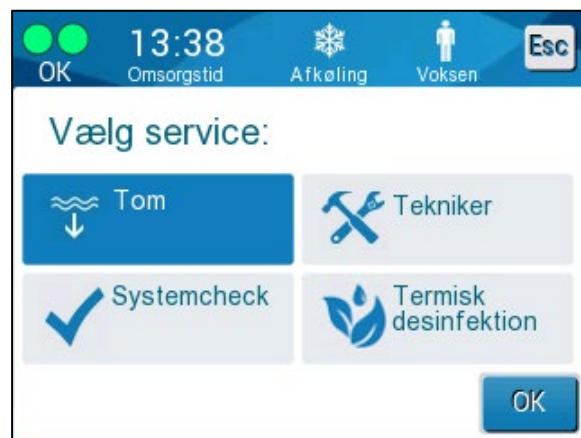 OK
13:38
Omsorgstid
Afkøling
Voksen
Esc
Vælg service:
Tom
Tekniker
Systemcheck
Termisk
desinfektion
OK